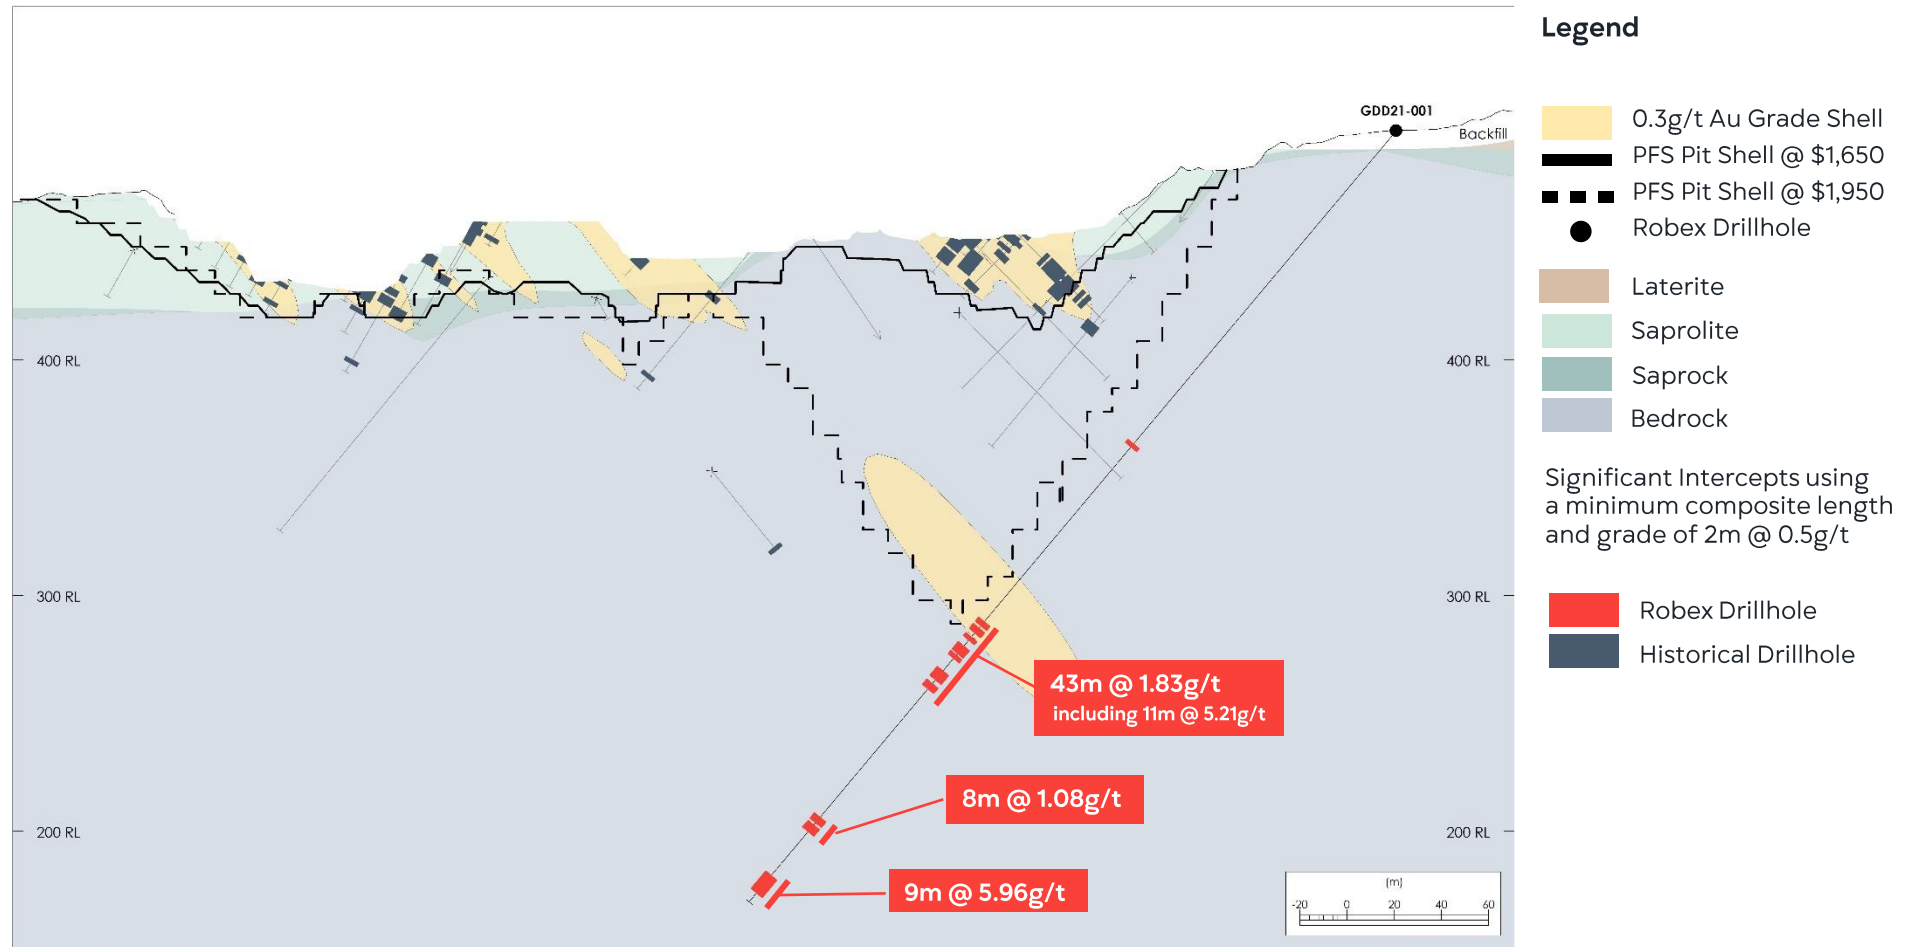 Legend
GDD21-001
Backfill
0.3g/t Au Grade Shell
PFS Pit Shell @ $1,650
PFS Pit Shell @ $1,950
Robex Drillhole
Laterite
Saprolite
Saprock
Bedrock
400 RL
400 RL
Significant Intercepts using
a minimum composite length
and grade of 2m @ 0.5g/t
300 RL
300 RL
Robex Drillhole
Historical Drillhole
43m @ 1.83g/t
including 11m @ 5.21g/t
8m @ 1.08g/t
200 RL
200 RL
9m @ 5.96g/t
(m)
-20 0 20 40 60